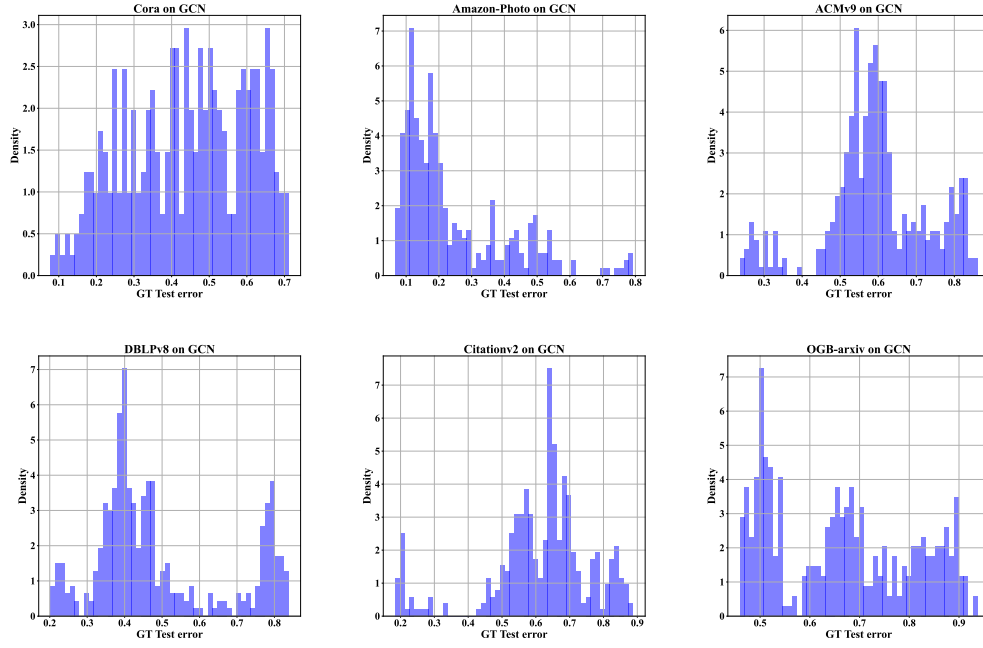 Cora on GCN
Amazon-Photo on GCN
ACMv9 on GCN
3.0
2.5
2.0
1.5
1.0
0.5
0.0
Density
0.1 0.2 0.3 0.4 0.5 0.6 0.7
GT Test error
7
6
5
4
3
2
1
0
Density
0.1 0.2 0.3 0.4 0.5 0.6 0.7 0.8
GT Test error
6
5
4
3
2
1
0
Density
0.3 0.4 0.5 0.6 0.7 0.8
GT Test error
DBLPv8 on GCN
Citationv2 on GCN
OGB-arxiv on GCN
7
6
5
4
3
2
1
0
Density
0.2 0.3 0.4 0.5 0.6 0.7 0.8
GT Test error
7
6
5
4
3
2
1
0
Density
0.2 0.3 0.4 0.5 0.6 0.7 0.8 0.9
GT Test error
7
6
5
4
3
2
1
0
Density
0.5 0.6 0.7 0.8 0.9
GT Test error